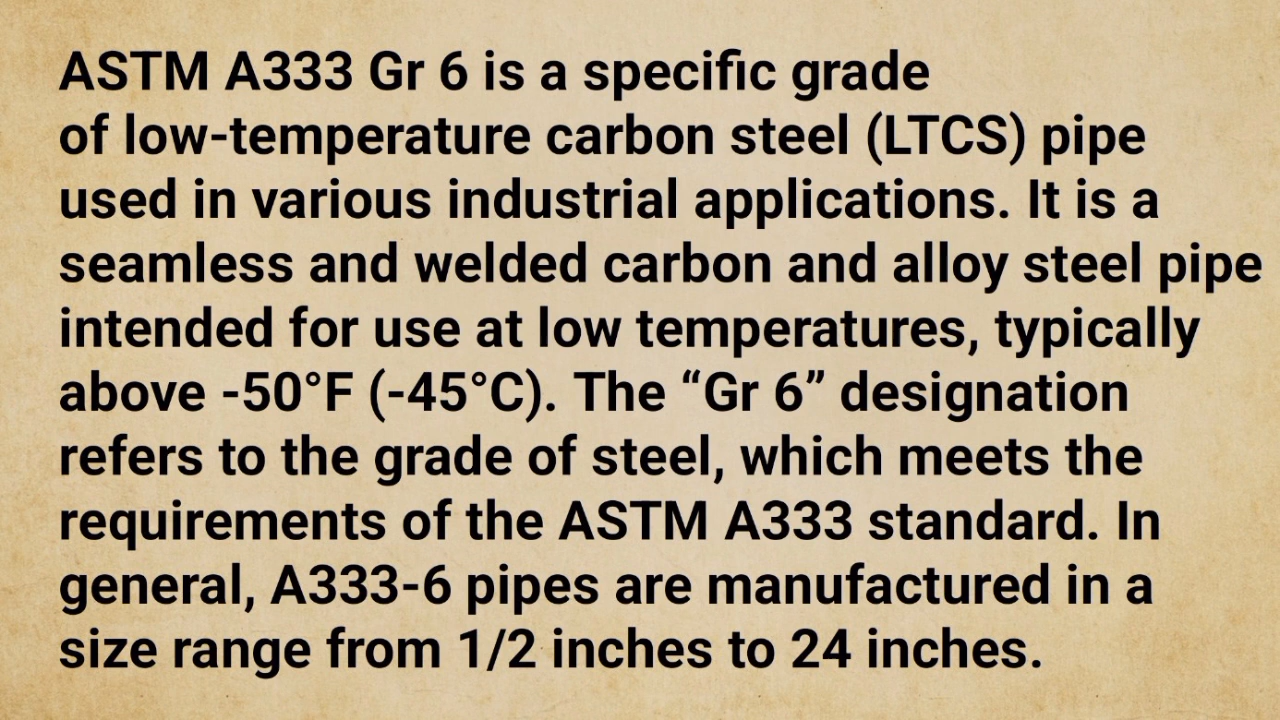 ASTM A333 Gr 6 is a specific grade
of low-temperature carbon steel (LTCS) pipe
used in various industrial applications. It is a
seamless and welded carbon and alloy steel pipe
intended for use at low temperatures, typically
above -50°F (-45°C). The “Gr 6” designation
refers to the grade of steel, which meets the
requirements of the ASTM A333 standard. In
general, A333-6 pipes are manufactured in a
size range from 1/2 inches to 24 inches.